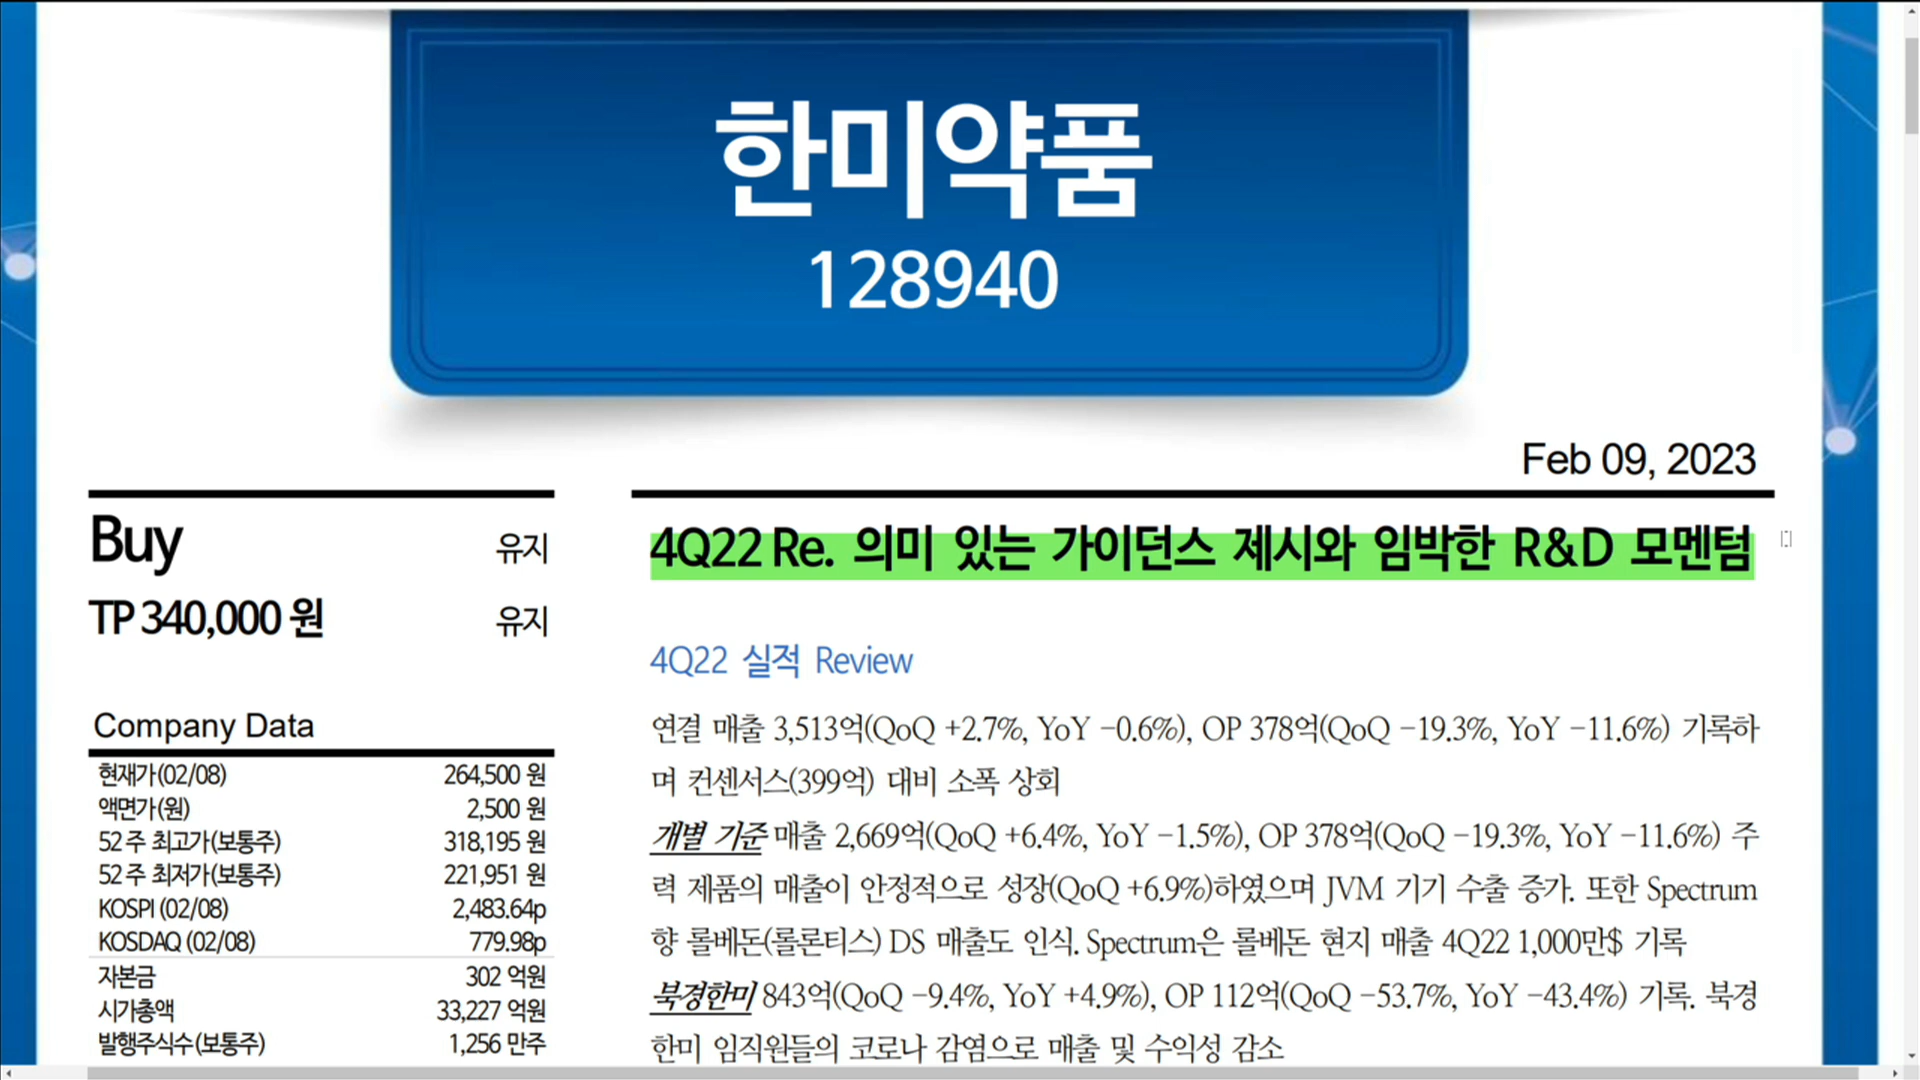 한미약품
128940
Feb 09, 2023
Buy 유지
TP 340,000 원 유지
Company Data
현재가(02/08) 264,500 원
액면가(원) 2,500 원
52 주 최고가(보통주) 318,195 원
52 주 최저가(보통주) 221,951 원
KOSPI (02/08) 2,483.64p
KOSDAQ (02/08) 779.98p
자본금 302 억원
시가총액 33,227 억원
발행주식수(보통주) 1,256 만주
4Q22 Re. 의미 있는 가이던스 제시와 임박한 R&D 모멘텀
4Q22 실적 Review
연결 매출 3,513억(QoQ +2.7%, YoY -0.6%), OP 378억(QoQ -19.3%, YoY -11.6%) 기록하
며 컨센서스(399억) 대비 소폭 상회
개별 기준 매출 2,669억(QoQ +6.4%, YoY -1.5%), OP 378억(QoQ -19.3%, YoY -11.6%) 주
력 제품의 매출이 안정적으로 성장(QoQ +6.9%)하였으며 JVM 기기 수출 증가. 또한 Spectrum
향 롤베돈(롤론티스) DS 매출도 인식. Spectrum은 롤베돈 현지 매출 4Q22 1,000만$ 기록
북경한미 843억(QoQ -9.4%, YoY +4.9%), OP 112억(QoQ -53.7%, YoY -43.4%) 기록. 북경
한미 임직원들의 코로나 감염으로 매출 및 수익성 감소